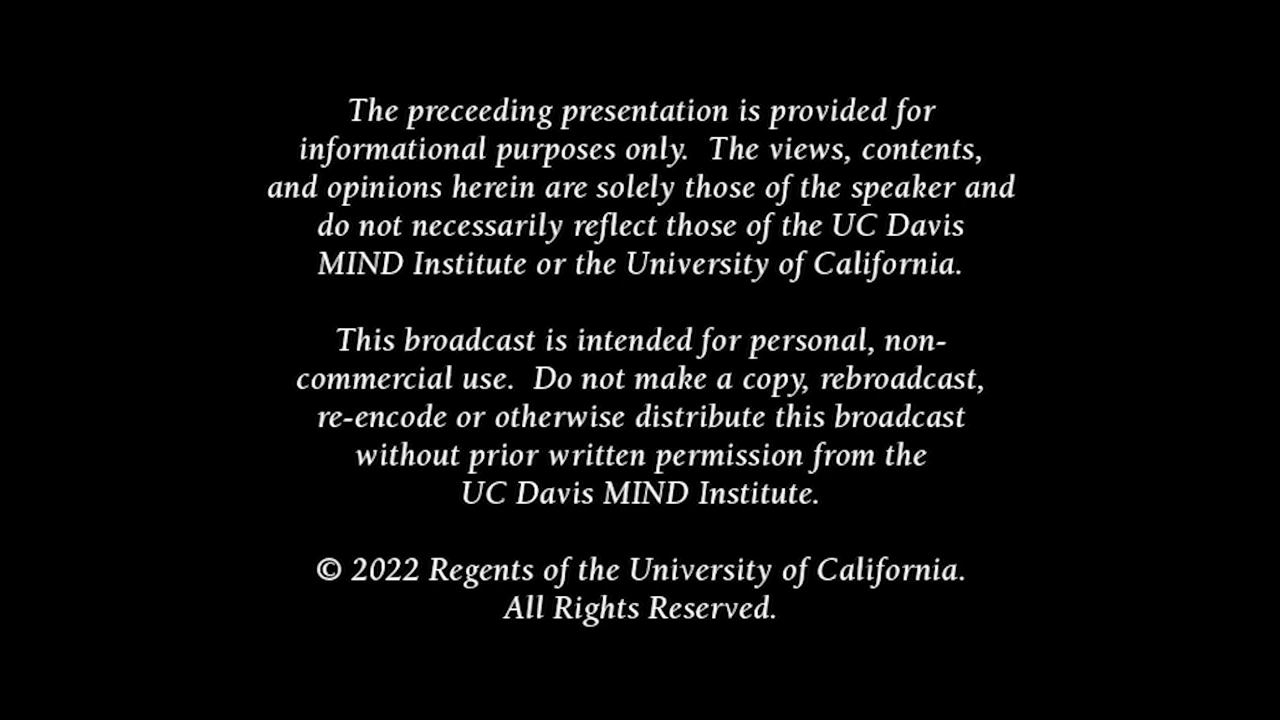 The preceeding presentation is provided for
informational purposes only.  The views, contents,
and opinions herein are solely those of the speaker and
do not necessarily reflect those of the UC Davis
MIND Institute or the University of California.
This broadcast is intended for personal, non-
commercial use.  Do not make a copy, rebroadcast,
re-encode or otherwise distribute this broadcast
without prior written permission from the
UC Davis MIND Institute.
© 2022 Regents of the University of California.
All Rights Reserved.